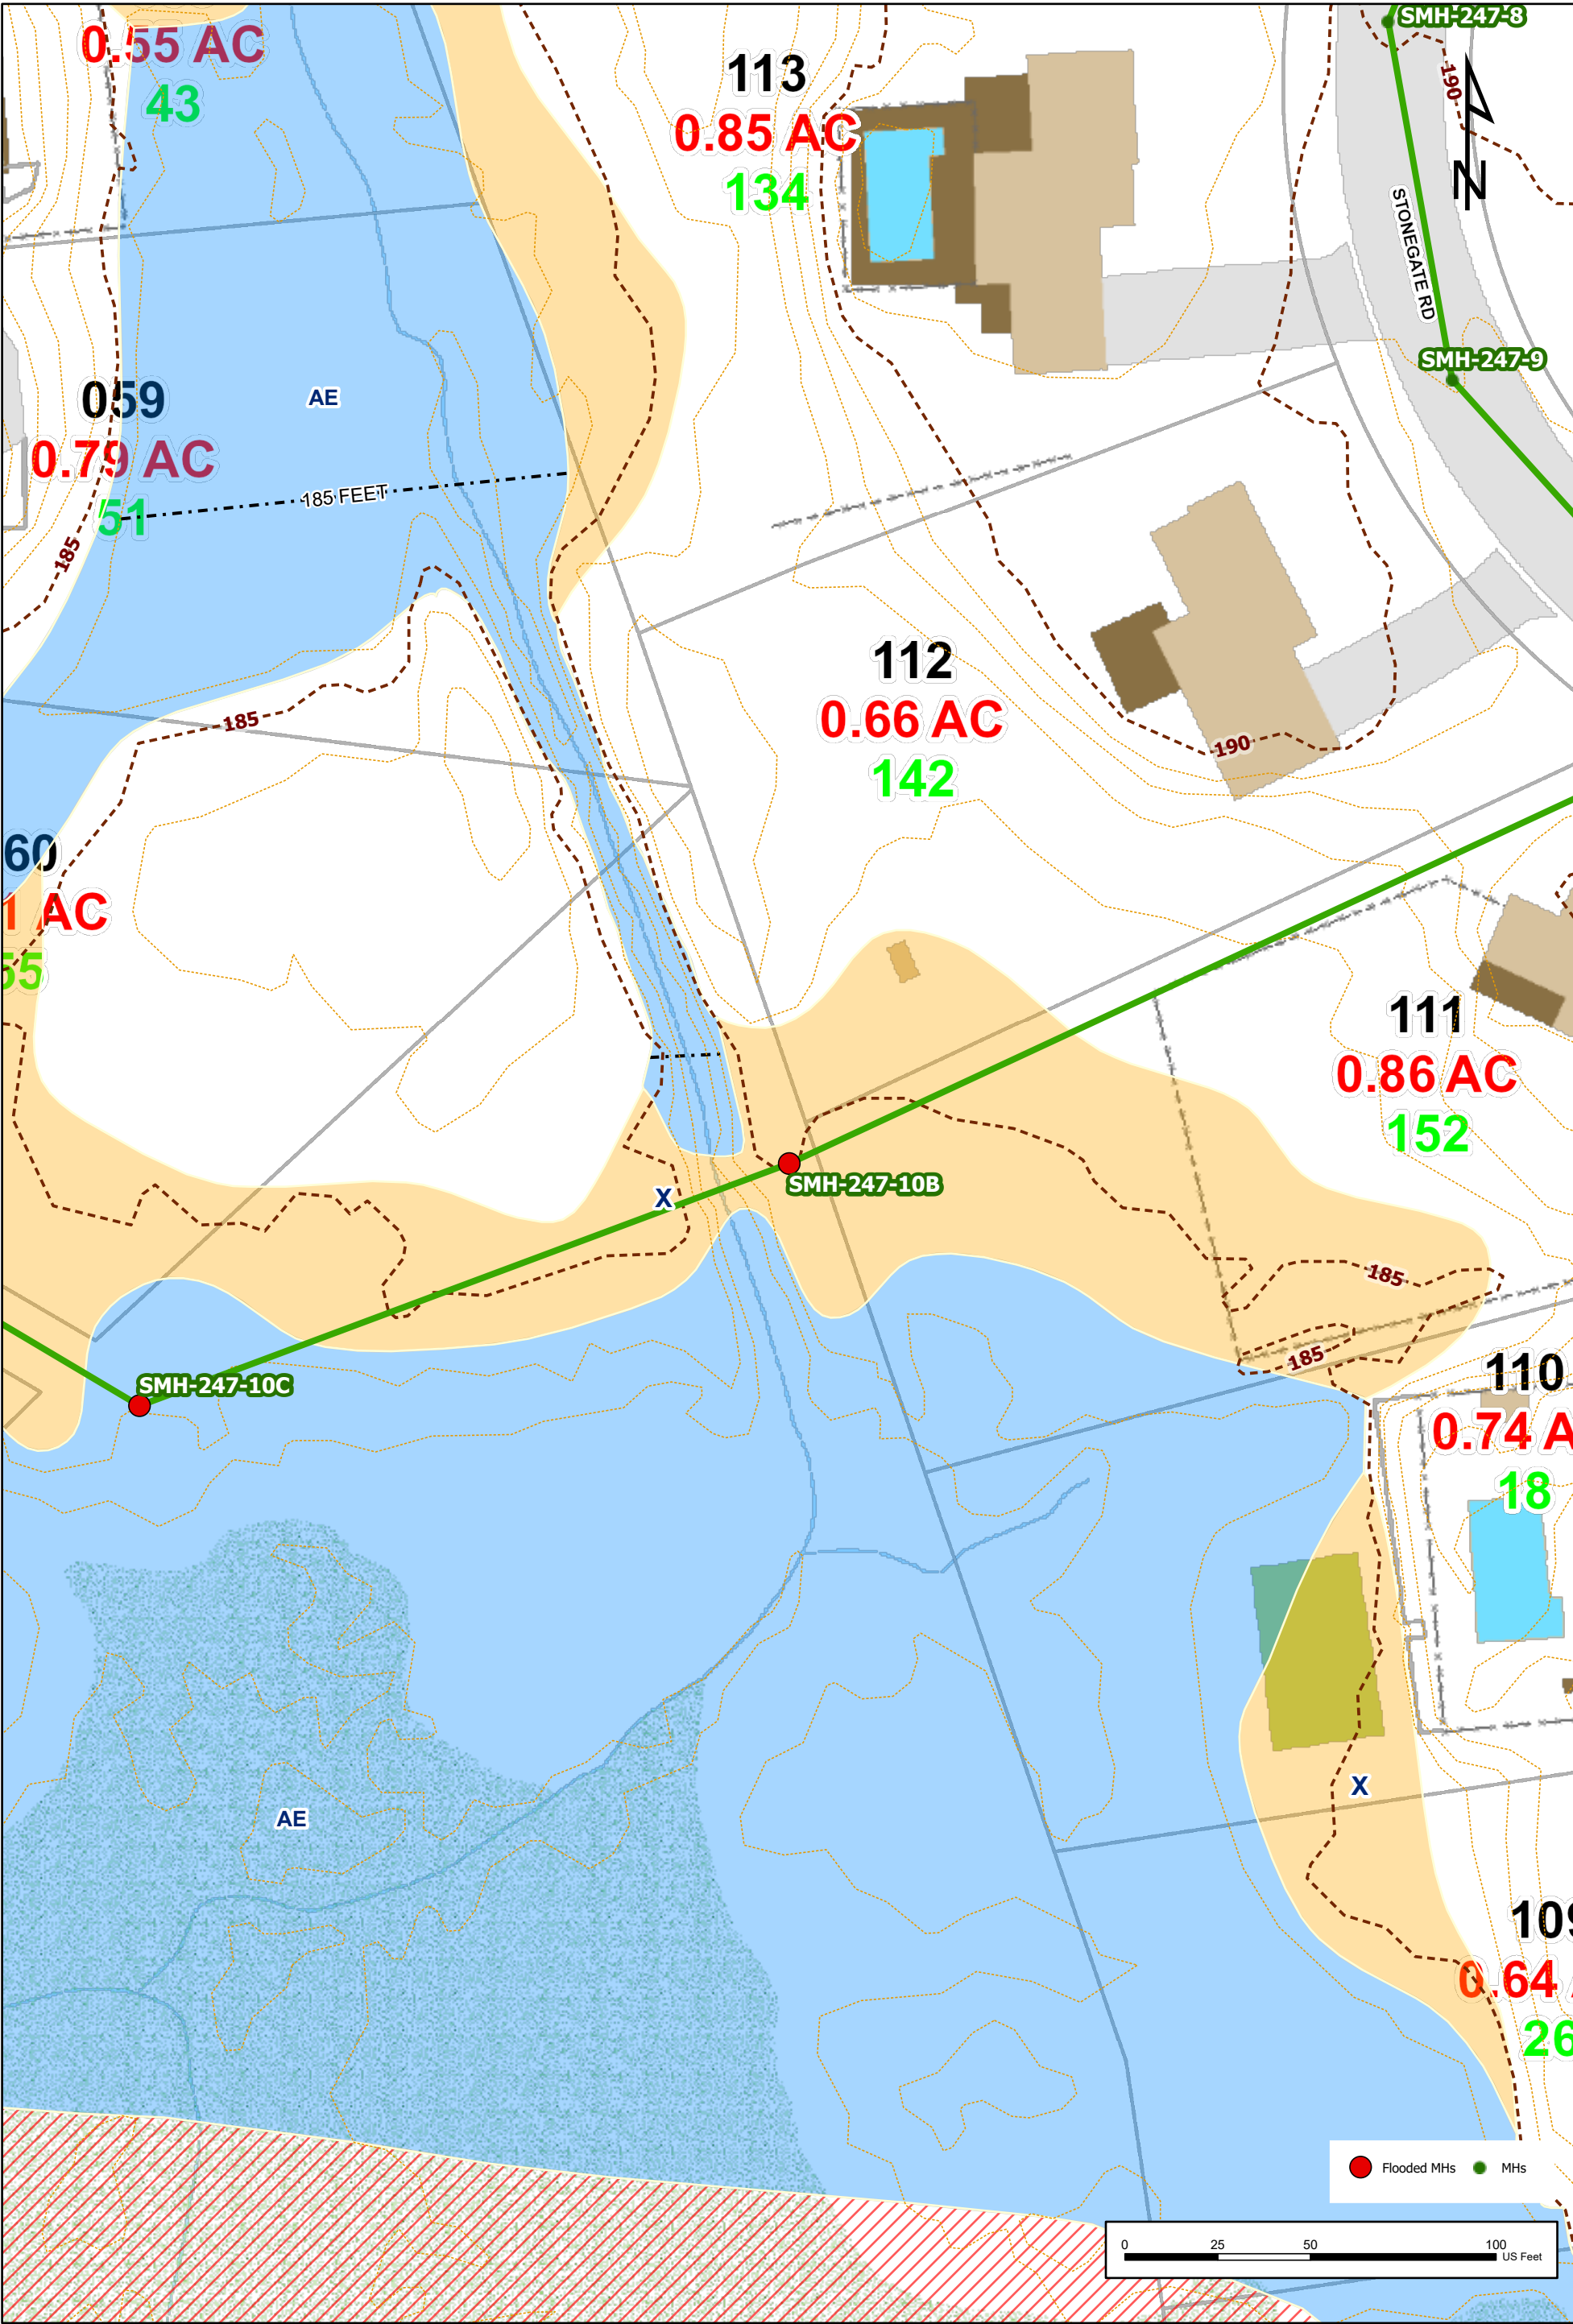 SMH-247-8
0.55 AC
43
113
0.85 AC
134
190
N
STONEGATE RD
SMH-247-9
059
0.79 AC
51
AE
185 FEET
185
112
0.66 AC
142
185
190
60
1 AC
55
111
0.86 AC
152
SMH-247-10B
X
185
185
110
0.74 A
18
SMH-247-10C
X
AE
109
0.64
26
Flooded MHs
MHs
0 25 50 100
US Feet